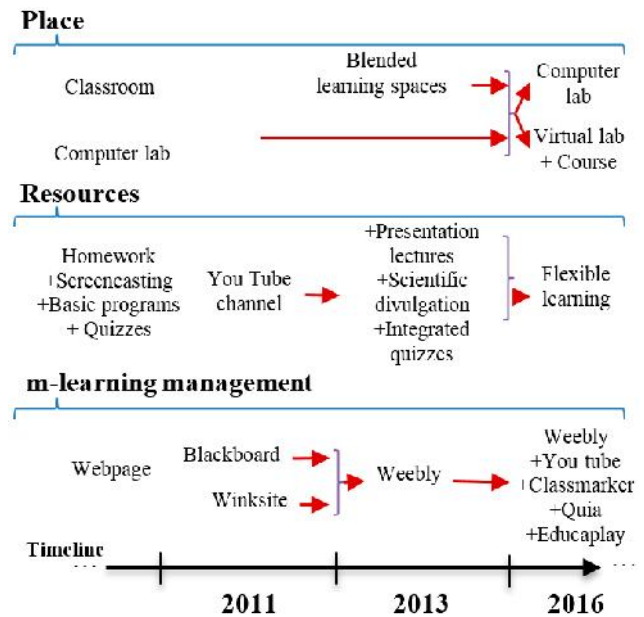 Place
Classroom
Computer lab
Blended
learning spaces
Computer
lab
Virtual lab
+ Course
Resources
Homework
+Screencasting
+Basic programs
+ Quizzes
You Tube
channel
+Presentation
lectures
+Scientific
divulgation
+Integrated
quizzes
Flexible
learning
m-learning management
Webpage
Blackboard
Winksite
Weebly
Weebly
+You tube
+Classmarker
+Quia
+Educaplay
Timeline
... ...
2011 2013 2016